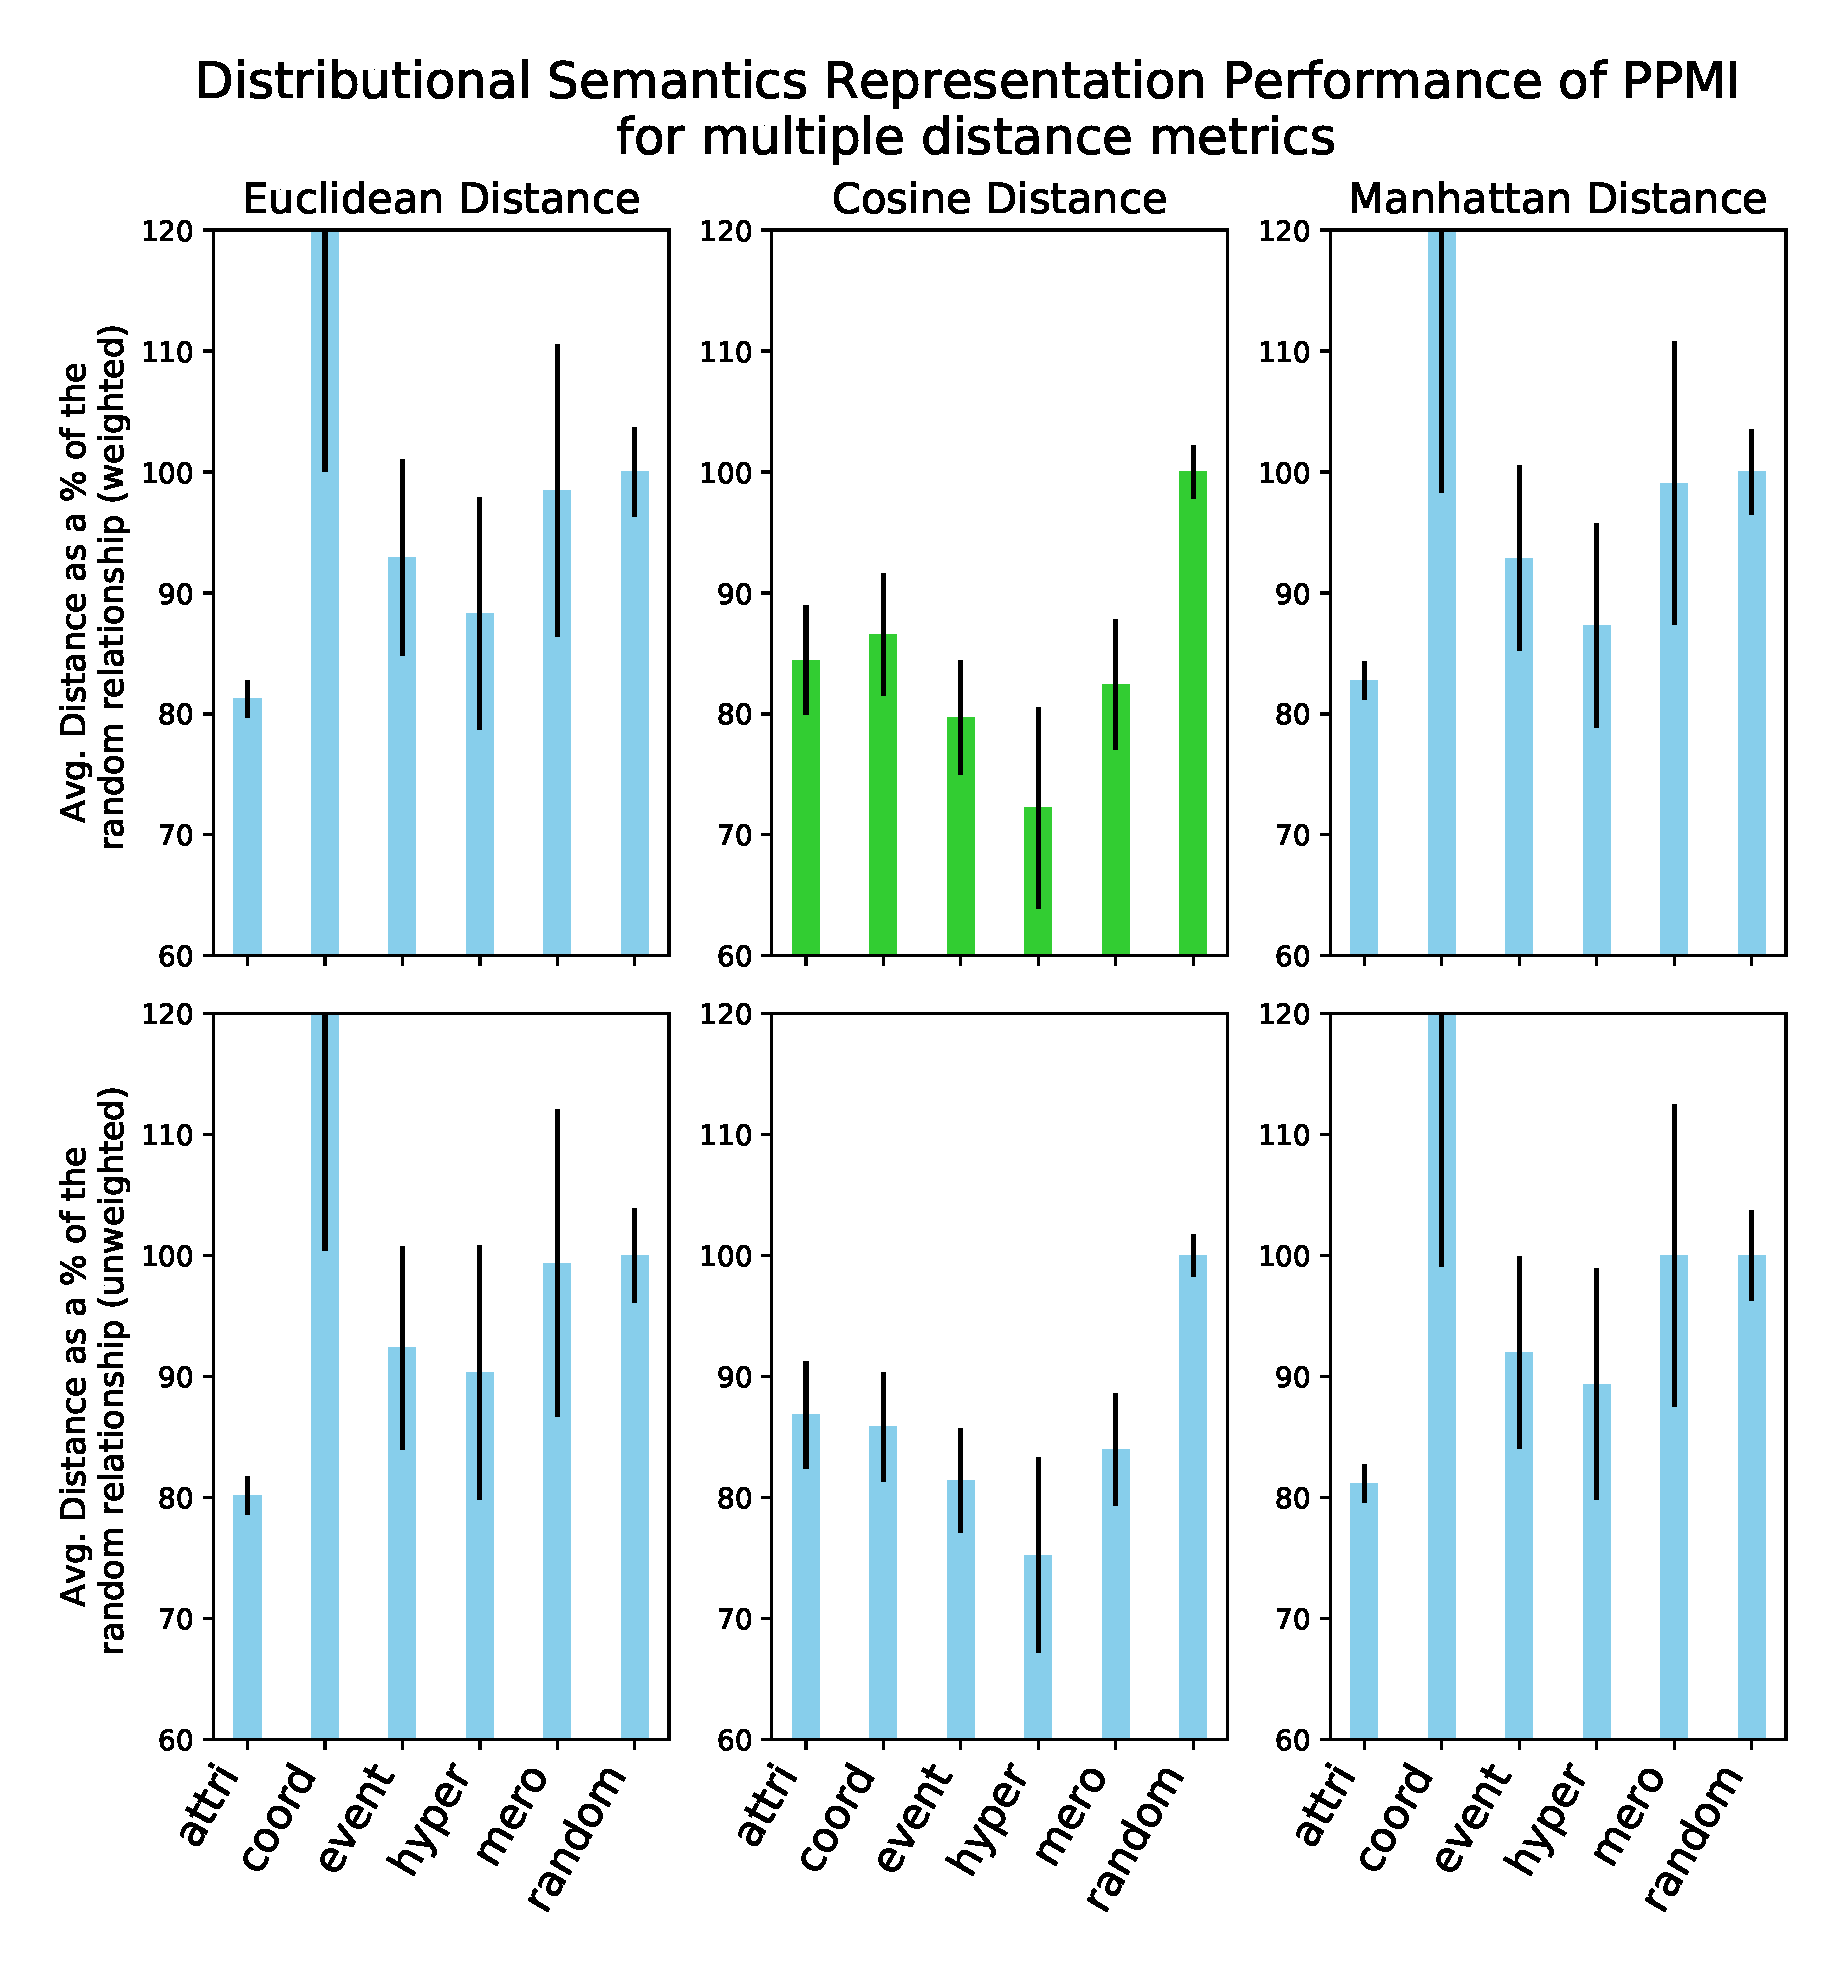 Distributional Semantics Representation Performance of PPMI
for multiple distance metrics
Euclidean Distance
Cosine Distance
Manhattan Distance
Avg. Distance as a % of the
random relationship (weighted)
120
110
100
90
80
70
60
120
110
100
90
80
70
60
120
110
100
90
80
70
60
Avg. Distance as a % of the
random relationship (unweighted)
120
110
100
90
80
70
60
attri
coord
event
hyper
mero
random
120
110
100
90
80
70
60
attri
coord
event
hyper
mero
random
120
110
100
90
80
70
60
attri
coord
event
hyper
mero
random